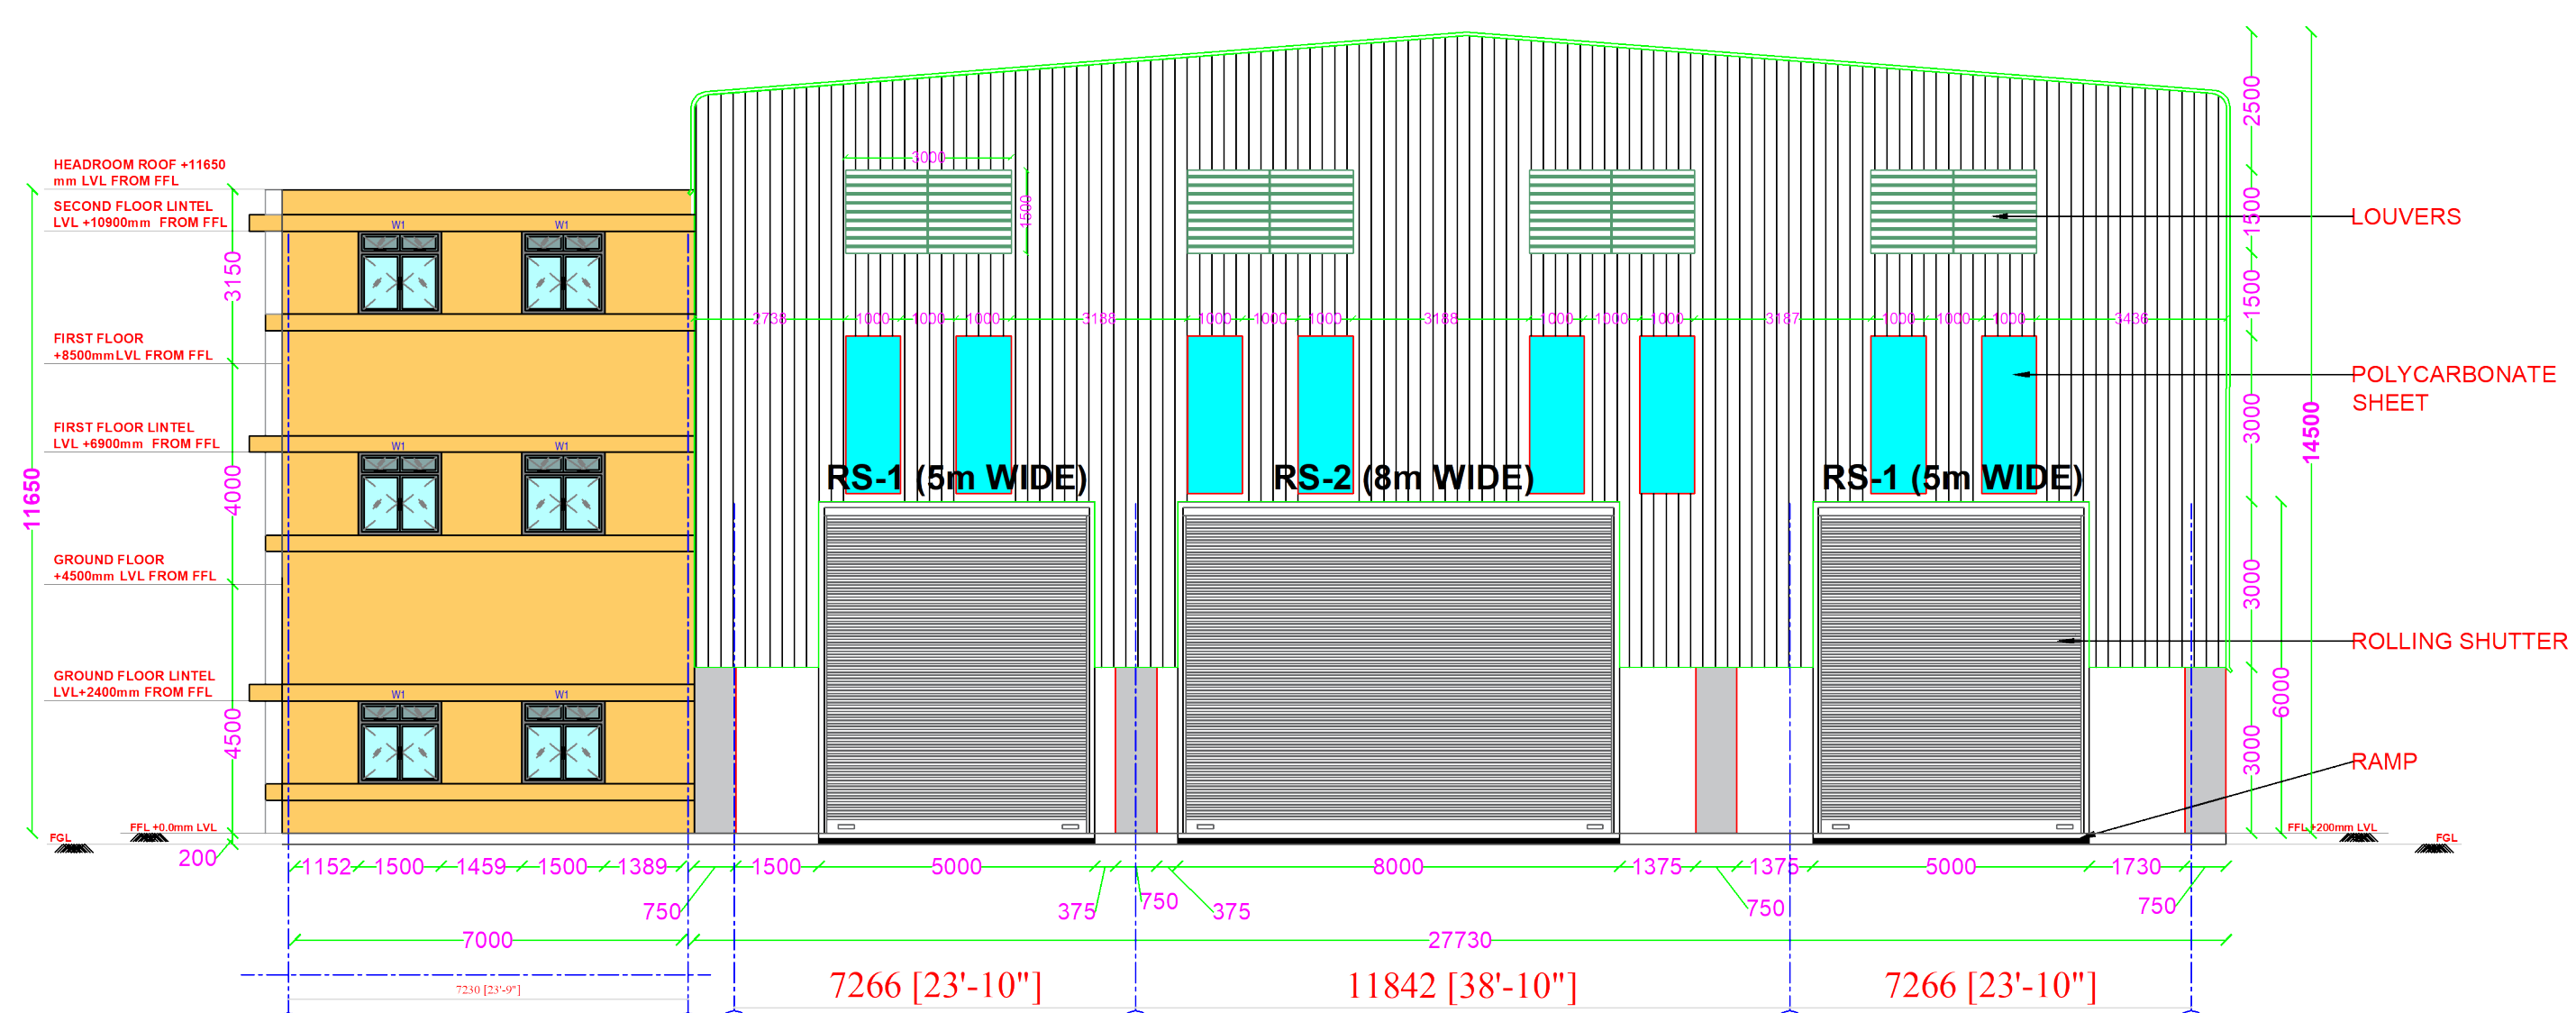 2500
3000
HEADROOM ROOF +11650
mm LVL FROM FFL
SECOND FLOOR LINTEL
LVL +10900mm FROM FFL
1500
1500
LOUVERS
W1
W1
3150
1500
2738
1000
1000
1000
3188
1000
1000
1000
3188
1000
1000
1000
3187
1000
1000
1000
3436
FIRST FLOOR
+8500mm LVL FROM FFL
POLYCARBONATE
SHEET
3000
14500
FIRST FLOOR LINTEL
LVL +6900mm FROM FFL
W1
W1
RS-1 (5m WIDE)
RS-2 (8m WIDE)
RS-1 (5m WIDE)
11650
4000
GROUND FLOOR
+4500mm LVL FROM FFL
3000
ROLLING SHUTTER
GROUND FLOOR LINTEL
LVL+2400mm FROM FFL
W1
W1
6000
4500
3000
RAMP
FGL
FFL +0.0mm LVL
FFL +200mm LVL
FGL
200
1152
1500
1459
1500
1389
1500
5000
8000
1375
1375
5000
1730
750
375
750
375
750
750
7000
27730
7230 [23'-9"]
7266 [23'-10"]
11842 [38'-10"]
7266 [23'-10"]